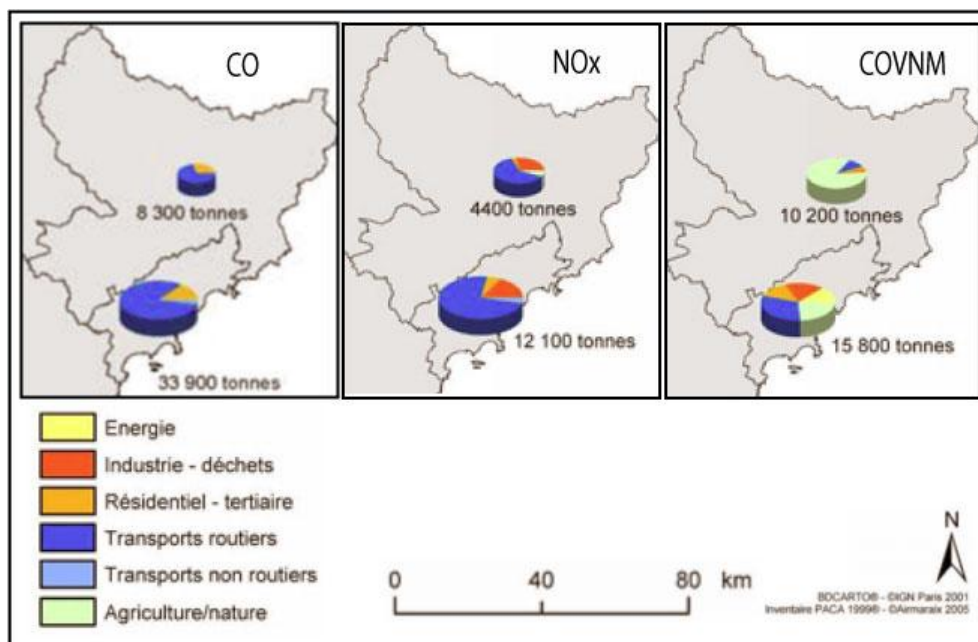 CO
8 300 tonnes
33 900 tonnes
NOx
4400 tonnes
12 100 tonnes
COVNM
10 200 tonnes
15 800 tonnes
Energie
Industrie - déchets
Résidentiel - tertiaire
Transports routiers
Transports non routiers
Agriculture/nature
0 40 80 km
N
BDCARTO® - ©IGN Paris 2001
Inventaire PACA 1999® - ©Airmaraix 2005